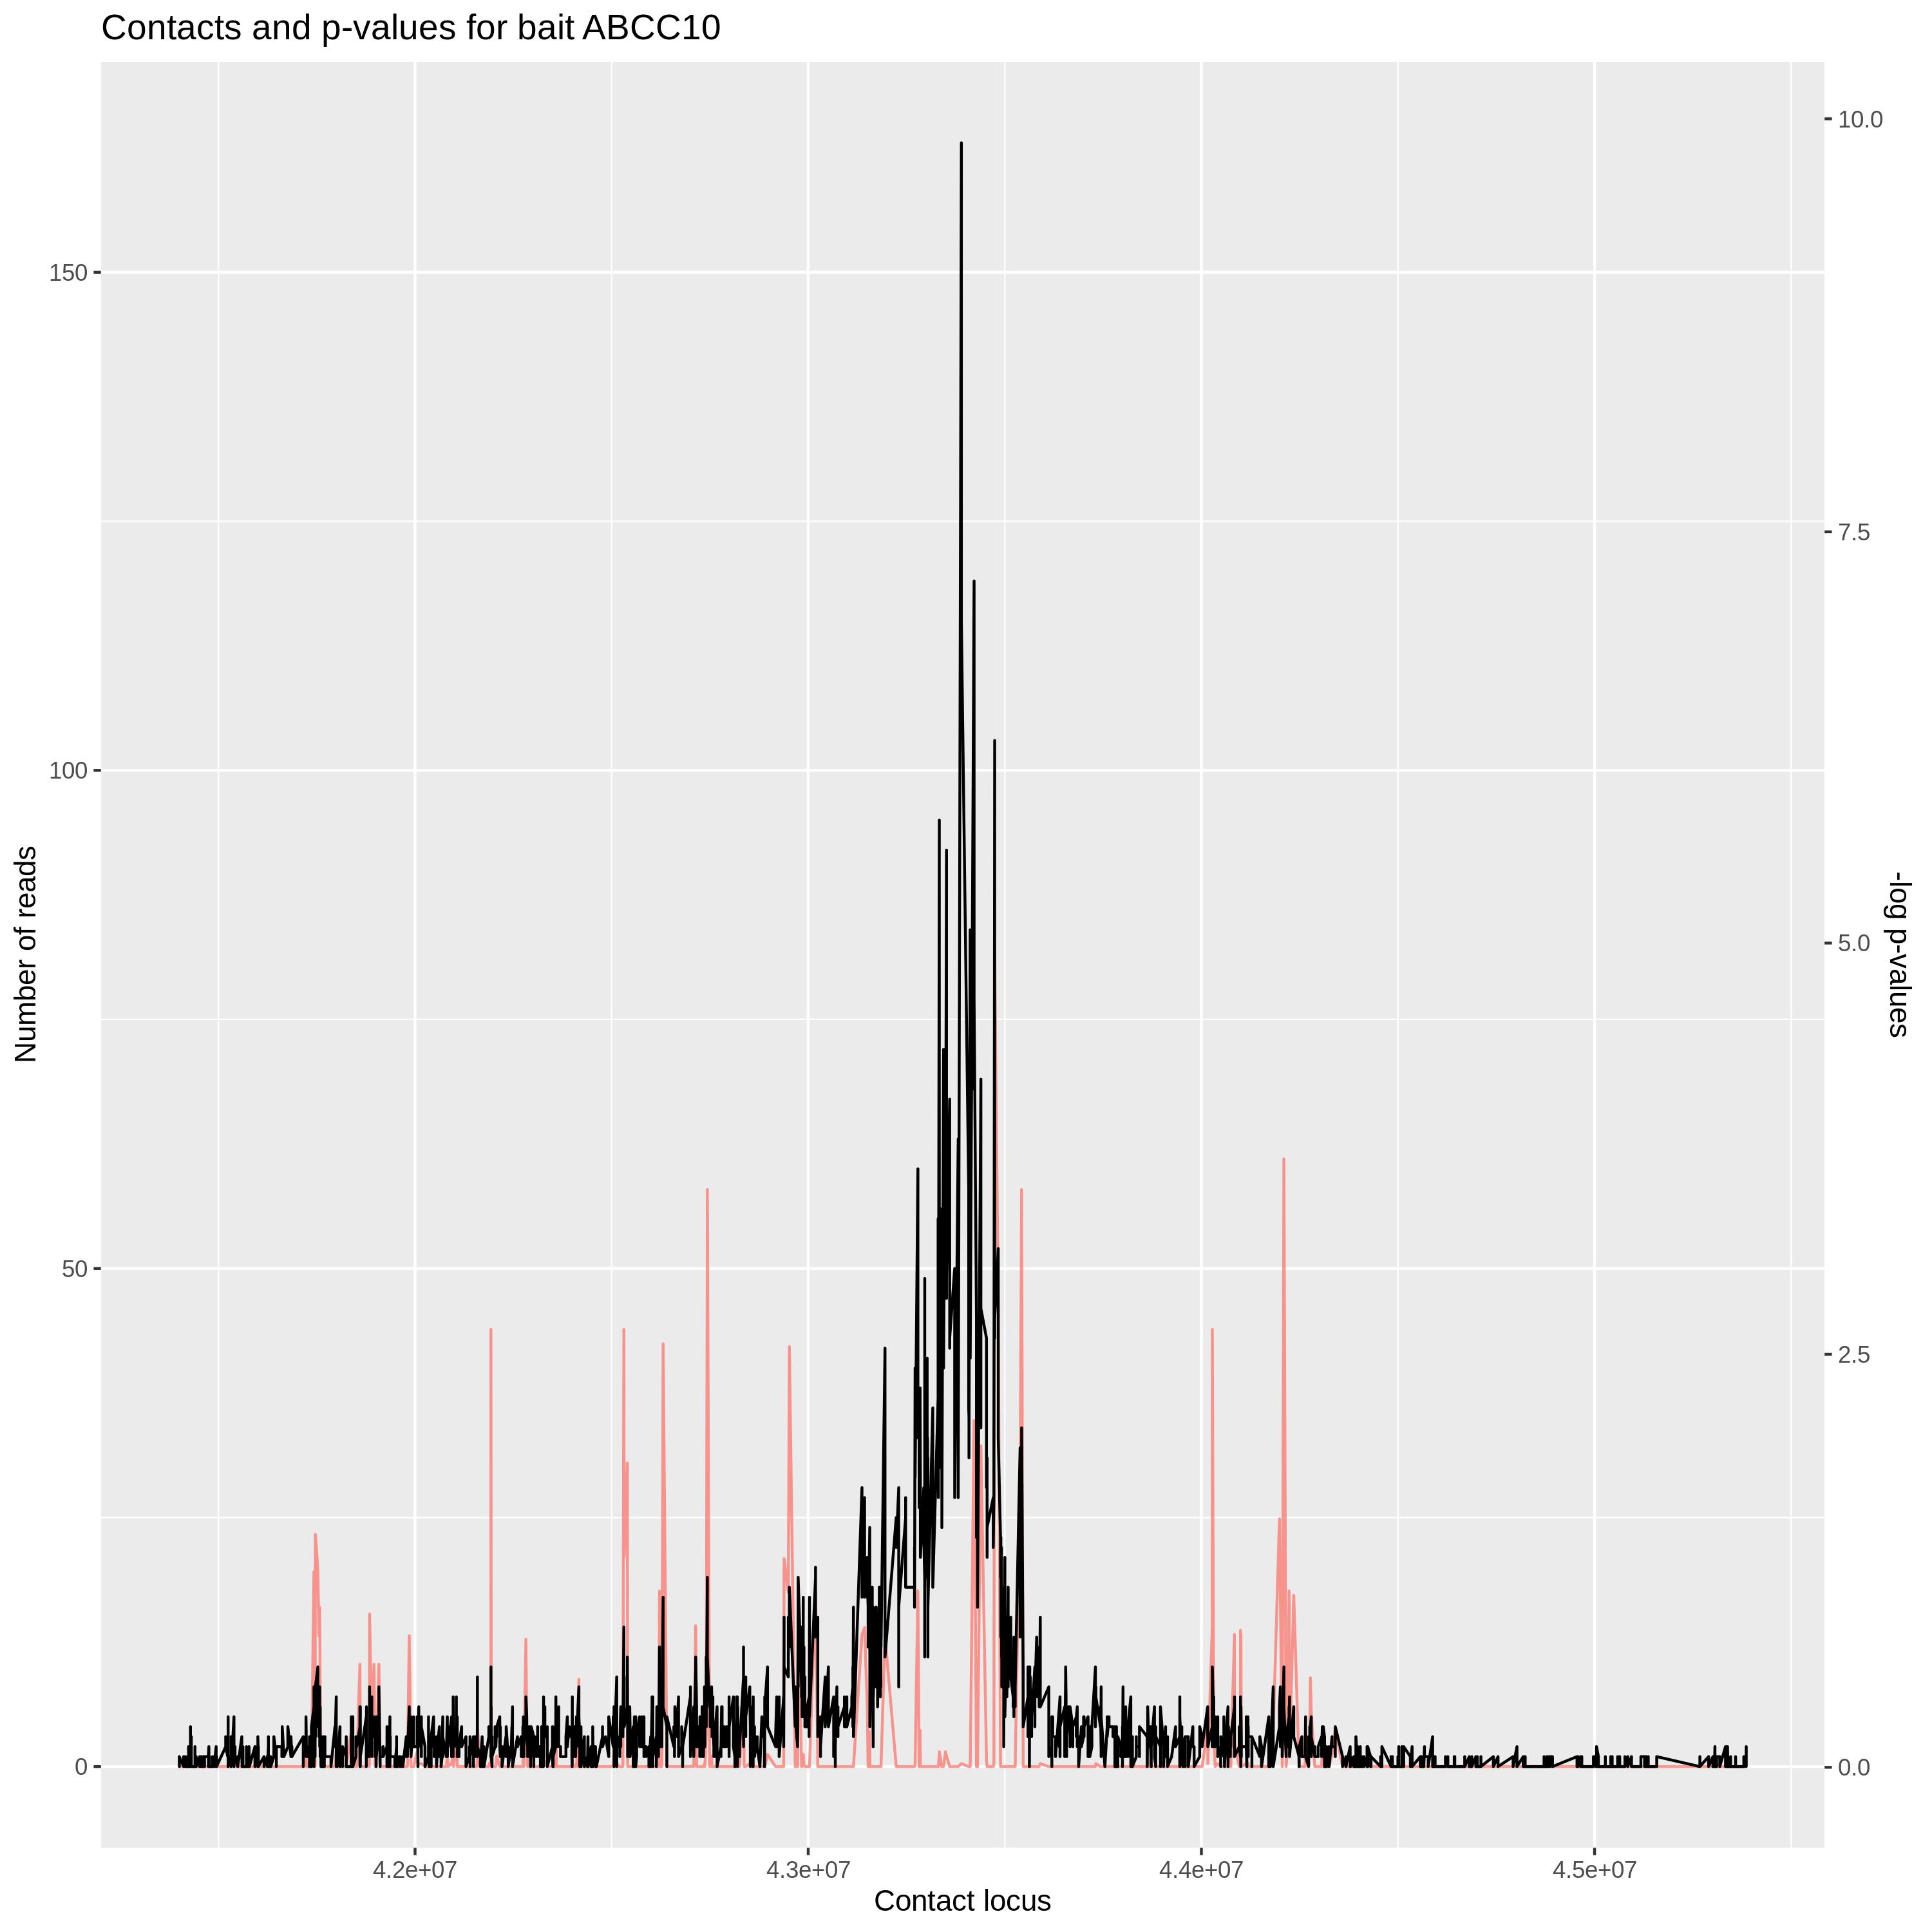 Contacts and p-values for bait ABCC10
10.0
150
7.5
100
Number of reads
5.0
-log p-values
50
2.5
0
0.0
4.2e+07
4.3e+07
4.4e+07
4.5e+07
Contact locus